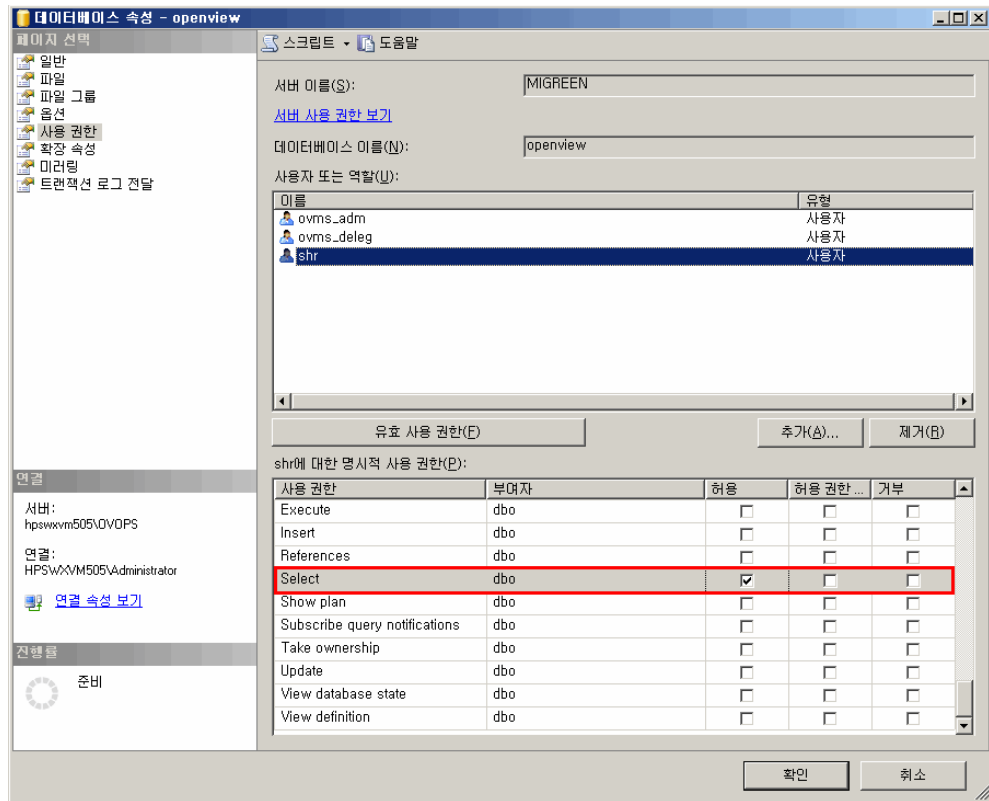 데이터베이스 속성 - openview
페이지 선택
일반
파일
파일 그룹
옵션
사용 권한
확장 속성
미러링
트랜잭션 로그 전달
연결
서버:
hpswxvm505\OVOPS
연결:
HPSWXVM505\Administrator
연결 속성 보기
진행률
준비
스크립트 도움말
서버 이름(S): MIGREEN
서버 사용 권한 보기
데이터베이스 이름(N): openview
사용자 또는 역할(U):
이름 유형
ovms_adm 사용자
ovms_deleg 사용자
shr 사용자
유효 사용 권한(F) 추가(A)... 제거(R)
shr에 대한 명시적 사용 권한(P):
사용 권한 부여자 허용 허용 권한 ... 거부
Execute dbo
Insert dbo
References dbo
Select dbo
Show plan dbo
Subscribe query notifications dbo
Take ownership dbo
Update dbo
View database state dbo
View definition dbo
확인 취소